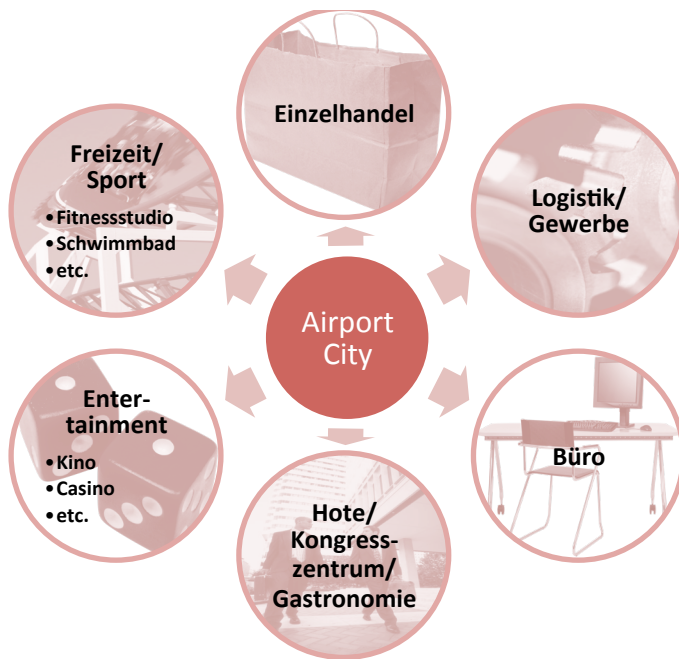 Einzelhandel
Logistik/
Gewerbe
Büro
Hote/
Kongress-
zentrum/
Gastronomie
Enter-
tainment
•Kino
•Casino
•etc.
Freizeit/
Sport
•Fitnessstudio
•Schwimmbad
•etc.
Airport
City